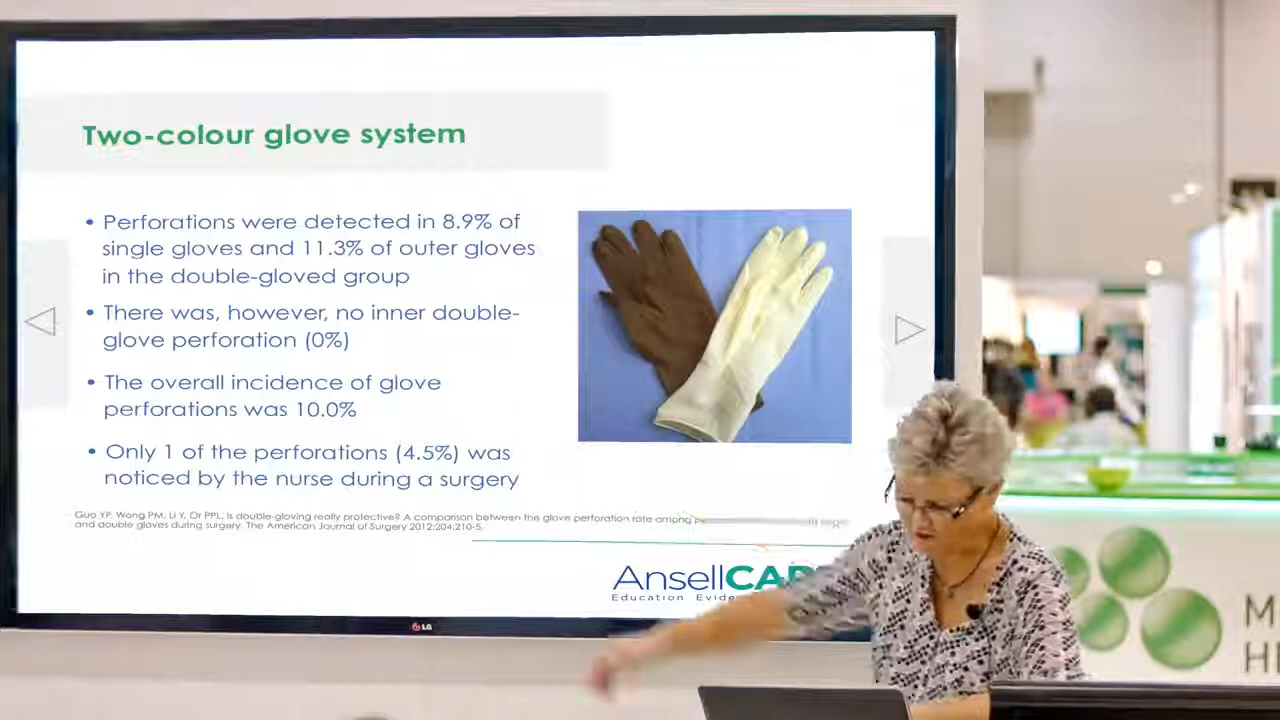 Two-colour glove system
• Perforations were detected in 8.9% of
single gloves and 11.3% of outer gloves
in the double-gloved group
• There was, however, no inner double-
glove perforation (0%)
• The overall incidence of glove
perforations was 10.0%
• Only 1 of the perforations (4.5%) was
noticed by the nurse during a surgery
Guo YP, Wong PM, Li Y, Or PPL. Is double-gloving really protective? A comparison between the glove perforation rate among
and double gloves during surgery. The American Journal of Surgery 2012;204:210-5.
Ansell
Education
LG